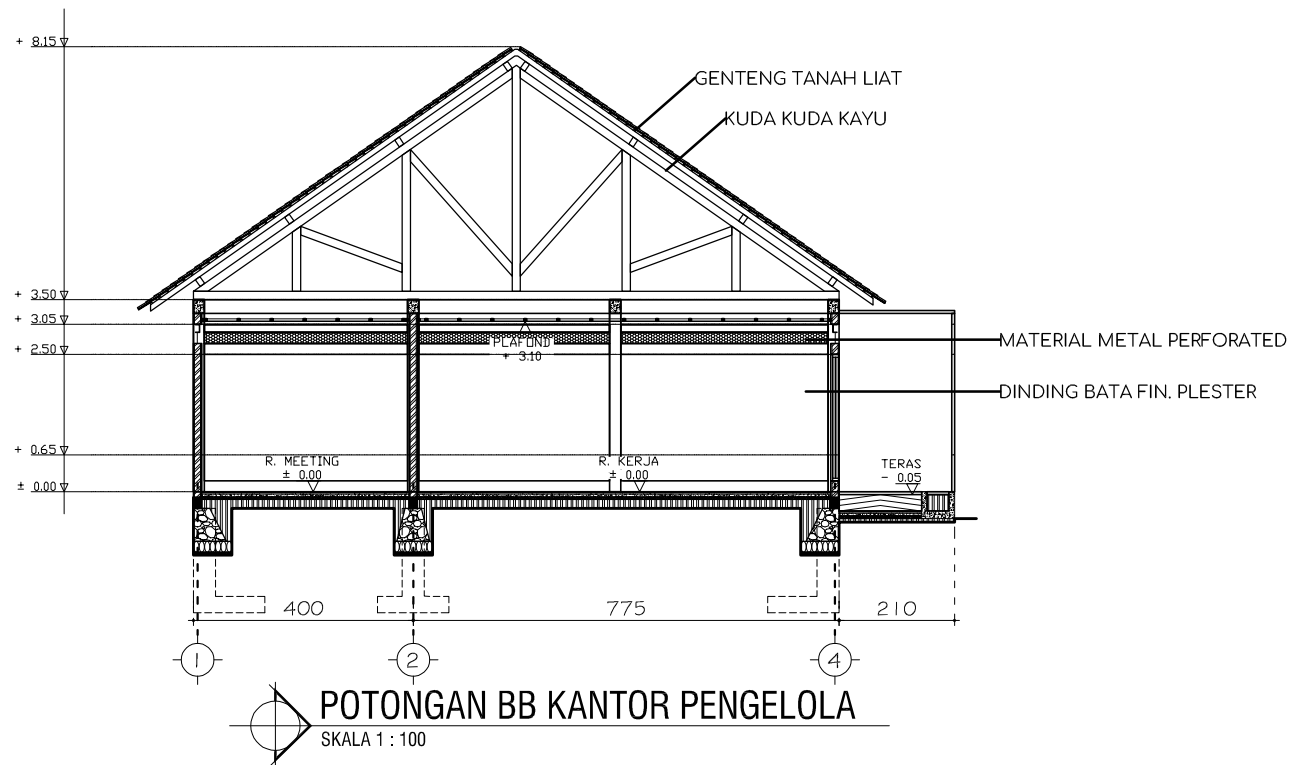 + 8.15
GENTENG TANAH LIAT
KUDA KUDA KAYU
+ 3.50
+ 3.05
+ 2.50
PLAFOND
+ 3.10
MATERIAL METAL PERFORATED
DINDING BATA FIN. PLESTER
+ 0.65
± 0.00
R. MEETING
± 0.00
R. KERJA
± 0.00
TERAS
- 0.05
400
775
210
1
2
4
POTONGAN BB KANTOR PENGELOLA
SKALA 1 : 100